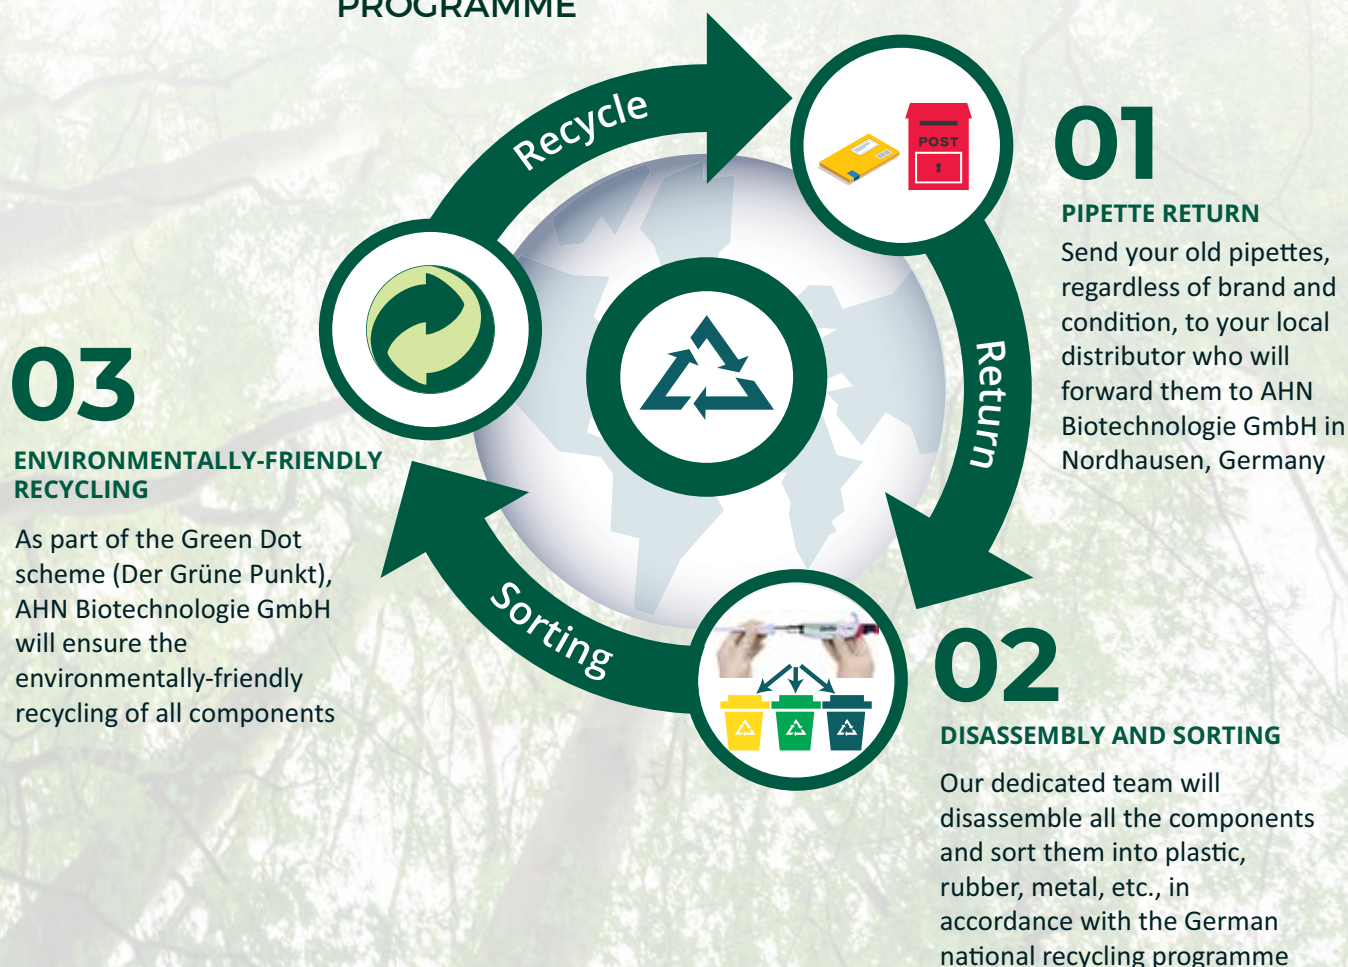 PROGRAMME
Recycle
POST
01
PIPETTE RETURN
Send your old pipettes,
regardless of brand and
condition, to your local
distributor who will
forward them to AHN
Biotechnologie GmbH in
Nordhausen, Germany
Return
02
DISASSEMBLY AND SORTING
Our dedicated team will
disassemble all the components
and sort them into plastic,
rubber, metal, etc., in
accordance with the German
national recycling programme
Sorting
03
ENVIRONMENTALLY-FRIENDLY
RECYCLING
As part of the Green Dot
scheme (Der Grüne Punkt),
AHN Biotechnologie GmbH
will ensure the
environmentally-friendly
recycling of all components